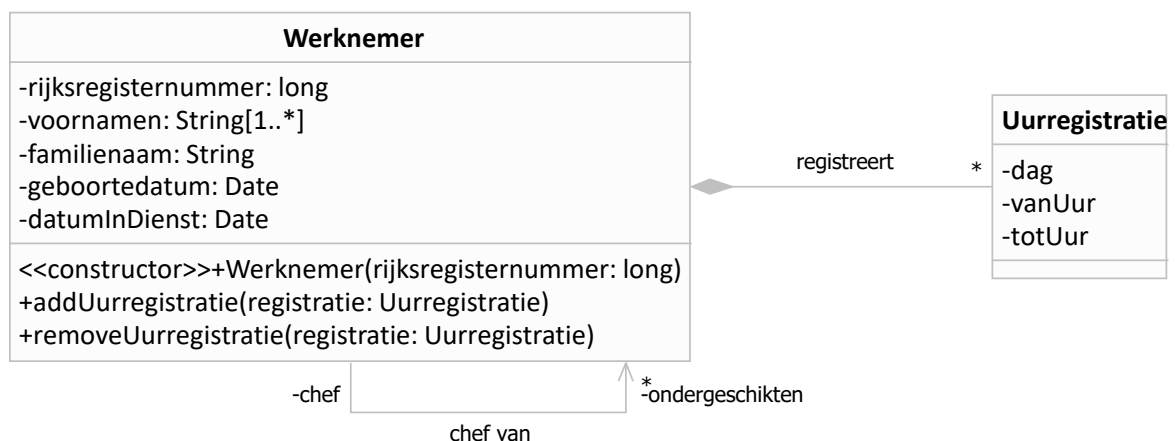 Werknemer
-rijksregisternummer: long
-voornamen: String[1..*]
-familienaam: String
-geboortedatum: Date
-datumInDienst: Date
<<constructor>>+Werknemer(rijksregisternummer: long)
+addUurregistratie(registratie: Uurregistratie)
+removeUurregistratie(registratie: Uurregistratie)
registreert
*
Uurregistratie
-dag
-vanUur
-totUur
-chef
*
-ondergeschikten
chef van